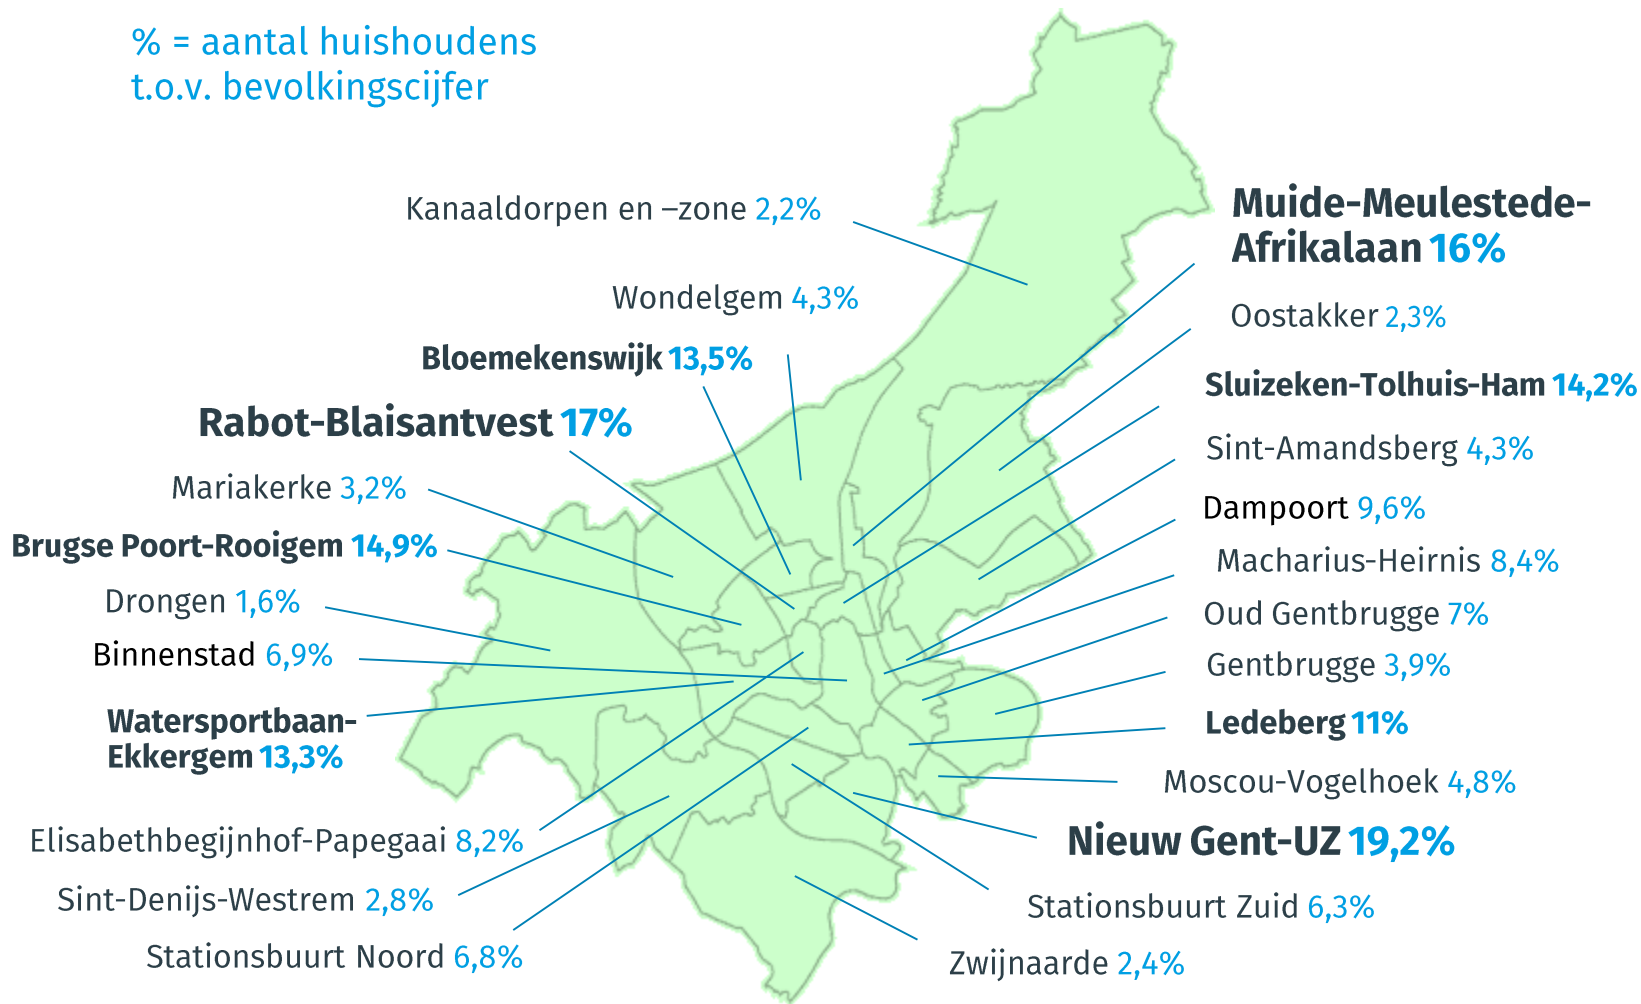 % = aantal huishoudens
t.o.v. bevolkingscijfer
Kanaaldorpen en –zone 2,2%
Wondelgem 4,3%
Bloemekenswijk 13,5%
Rabot-Blaisantvest 17%
Mariakerke 3,2%
Brugse Poort-Rooigem 14,9%
Drongen 1,6%
Binnenstad 6,9%
Watersportbaan-
Ekkergem 13,3%
Elisabethbegijnhof-Papegaai 8,2%
Sint-Denijs-Westrem 2,8%
Stationsbuurt Noord 6,8%
Muide-Meulestede-
Afrikalaan 16%
Oostakker 2,3%
Sluizeken-Tolhuis-Ham 14,2%
Sint-Amandsberg 4,3%
Dampoort 9,6%
Macharius-Heirnis 8,4%
Oud Gentbrugge 7%
Gentbrugge 3,9%
Ledeberg 11%
Moscou-Vogelhoek 4,8%
Nieuw Gent-UZ 19,2%
Stationsbuurt Zuid 6,3%
Zwijnaarde 2,4%